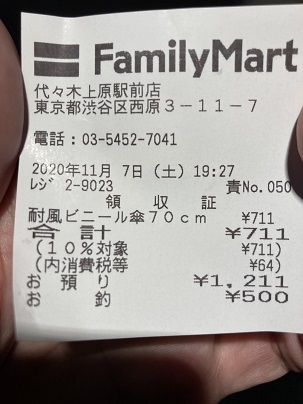 FamilyMart
代々木上原駅前店
東京都渋谷区西原3-11-7
電話:03-5452-7041
2020年11月 7日(土) 19:27
レジ 2-9023 責No.050
領 収 証
耐風ビニール傘70cm ¥711
合 計 ¥711
(10%対象 ¥711)
(内消費税等 ¥64)
お 預 り ¥1,211
お 釣 ¥500